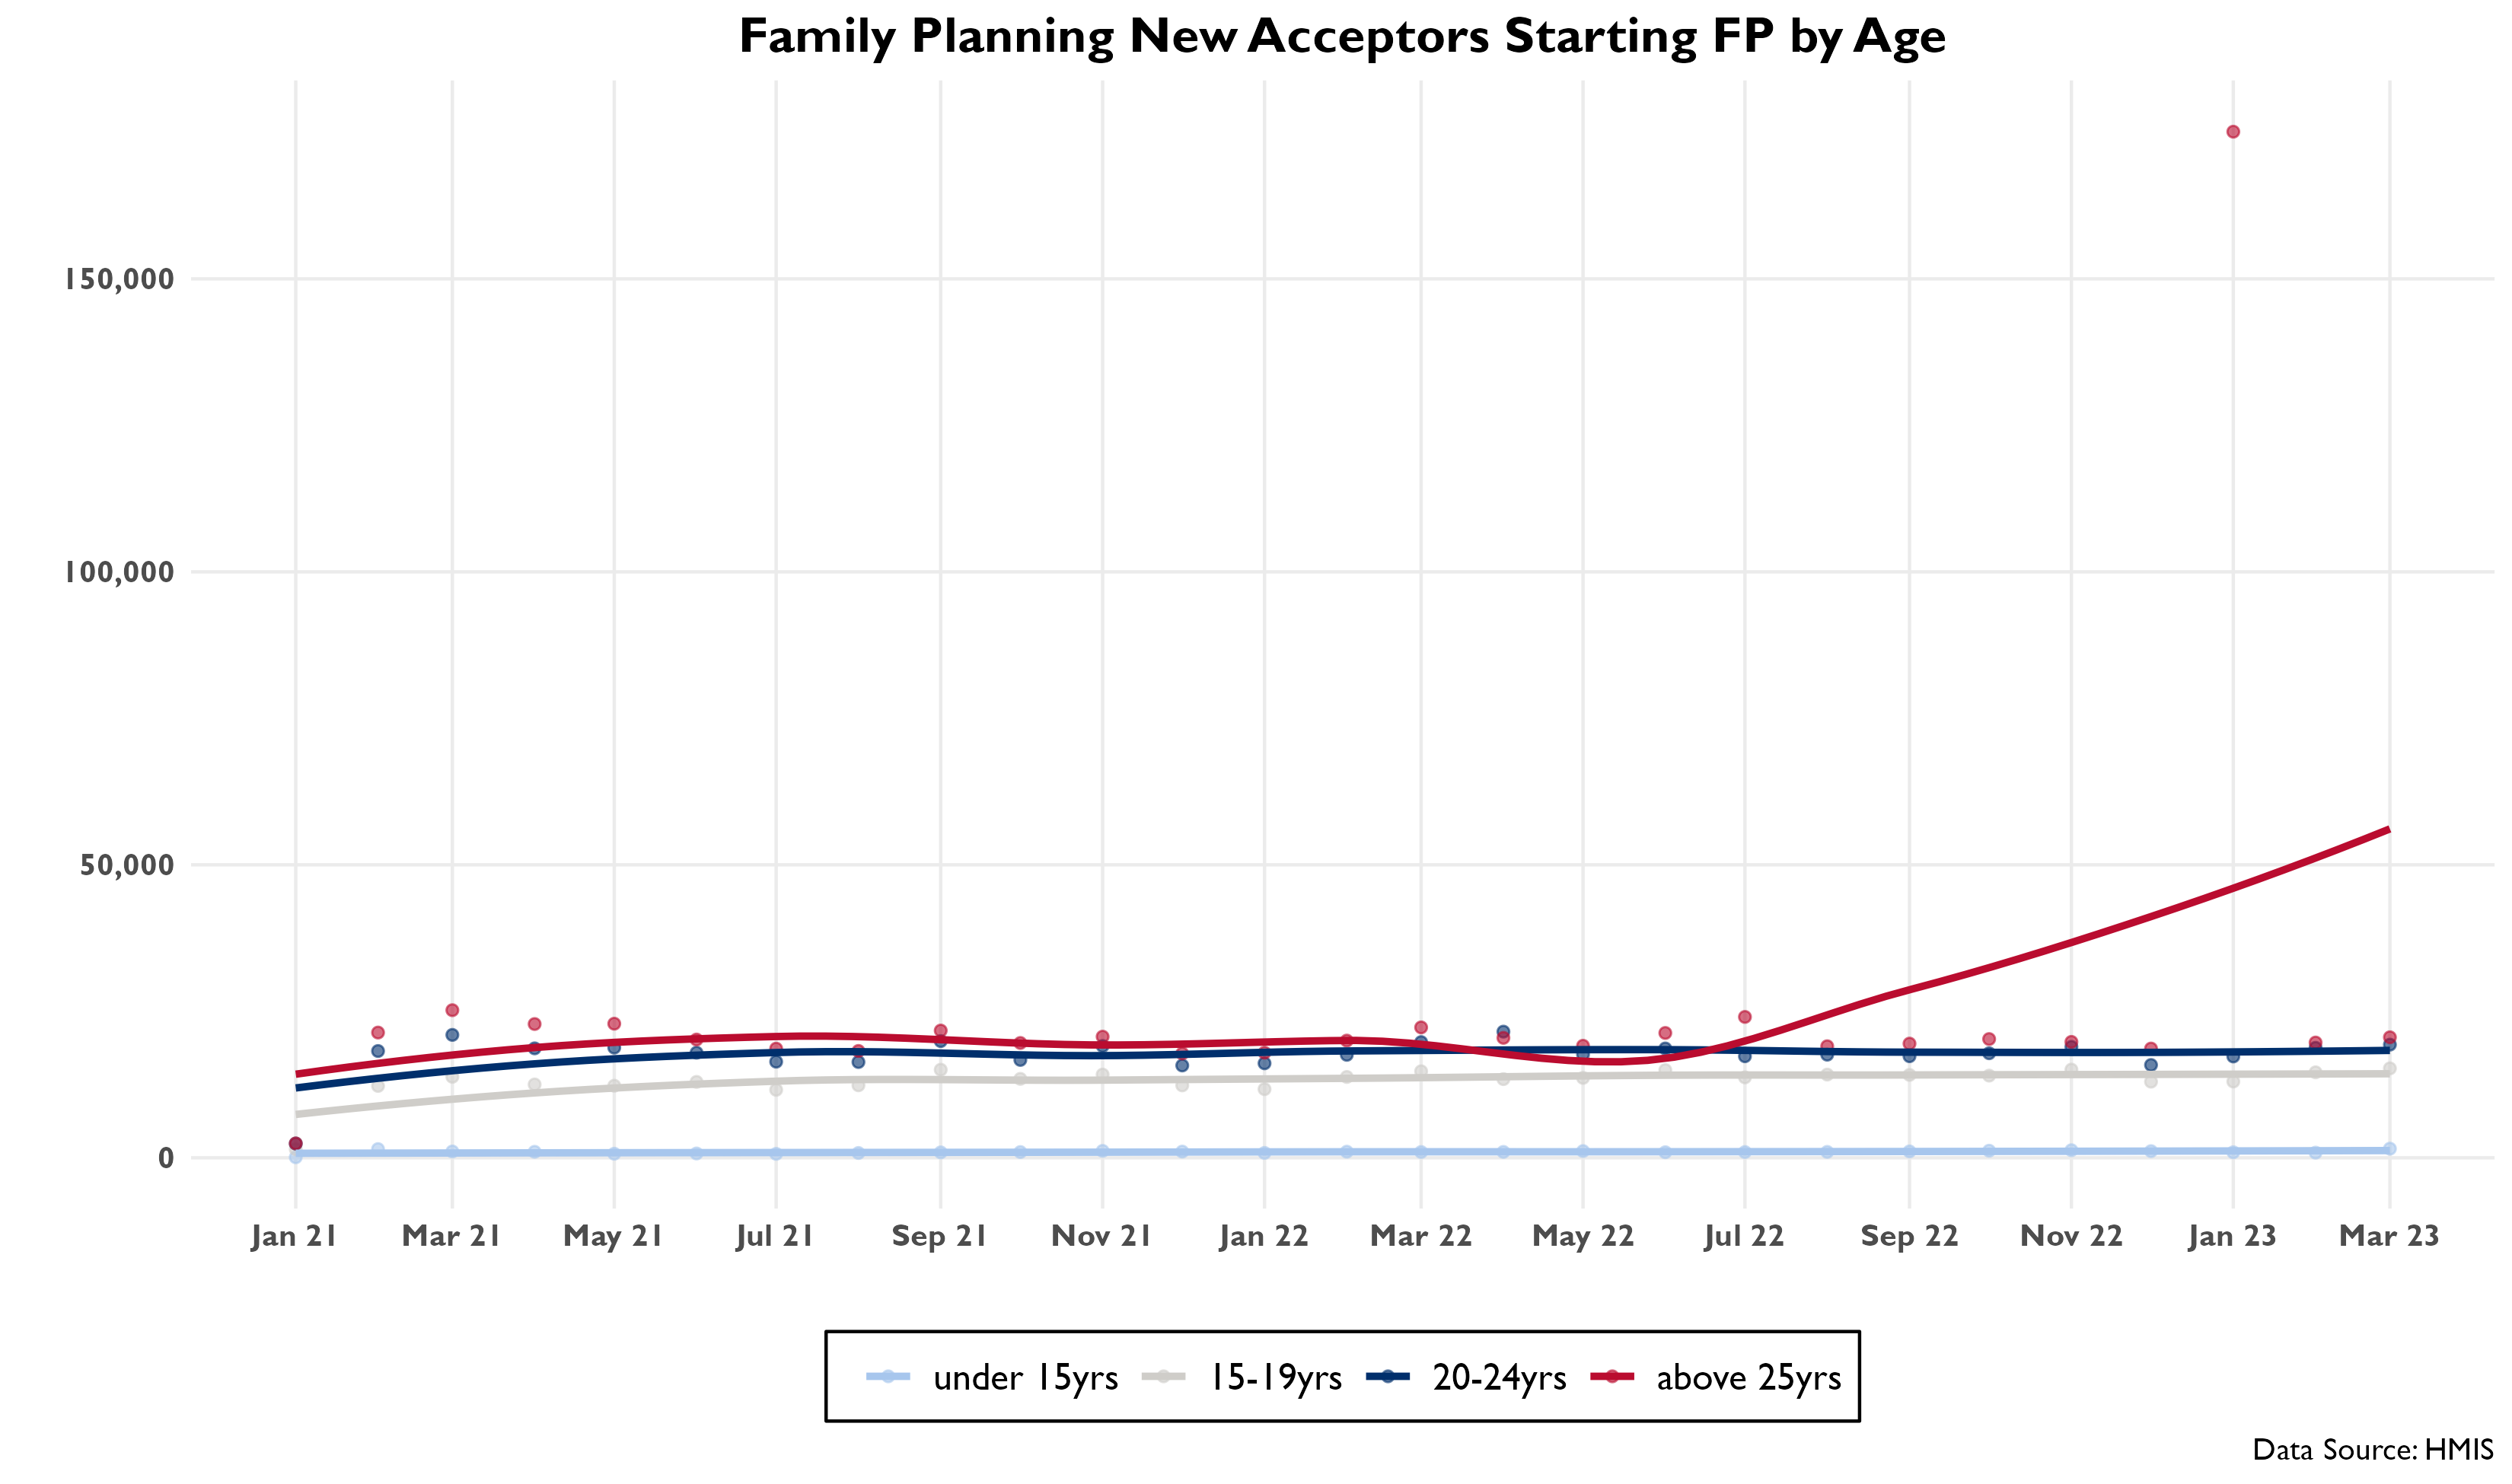 Family Planning New Acceptors Starting FP by Age
150,000
100,000
50,000
0
Jan 21 Mar 21 May 21 Jul 21 Sep 21 Nov 21 Jan 22 Mar 22 May 22 Jul 22 Sep 22 Nov 22 Jan 23 Mar 23
under 15yrs 15-19yrs 20-24yrs above 25yrs
Data Source: HMIS